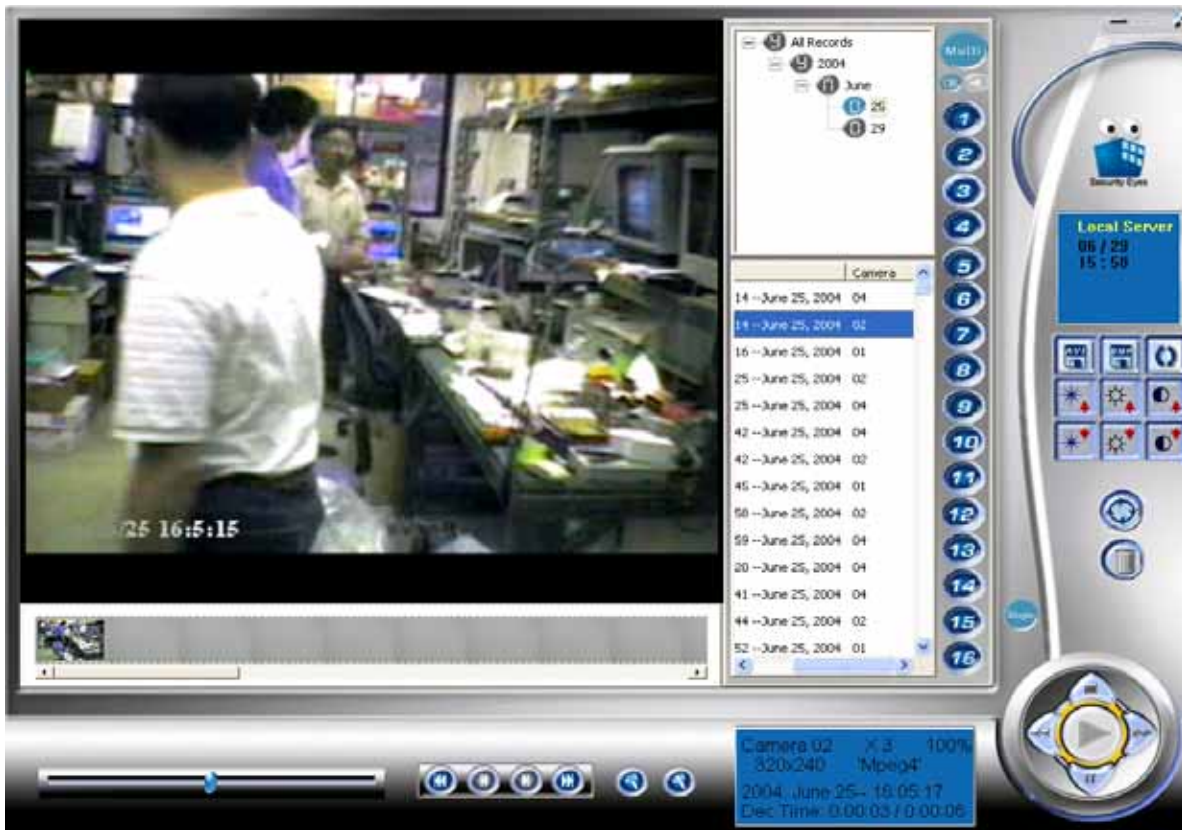 All Records
2004
June
25
29
Multi
1
2
3
4
5
6
7
8
9
10
11
12
13
14
15
16
Security Eyes
Local Server
06 / 29
15 : 58
Camera
14 --June 25, 2004 04
14 --June 25, 2004 02
16 --June 25, 2004 01
25 --June 25, 2004 02
25 --June 25, 2004 04
42 --June 25, 2004 04
42 --June 25, 2004 02
45 --June 25, 2004 01
58 --June 25, 2004 02
59 --June 25, 2004 04
20 --June 25, 2004 04
41 --June 25, 2004 04
44 --June 25, 2004 02
52 --June 25, 2004 01
/25 16:5:15
Camera 02 X 3 100%
320x240 'Mpeg4'
2004, June 25-- 16:05:17
Dec Time: 0:00:03 / 0:00:06